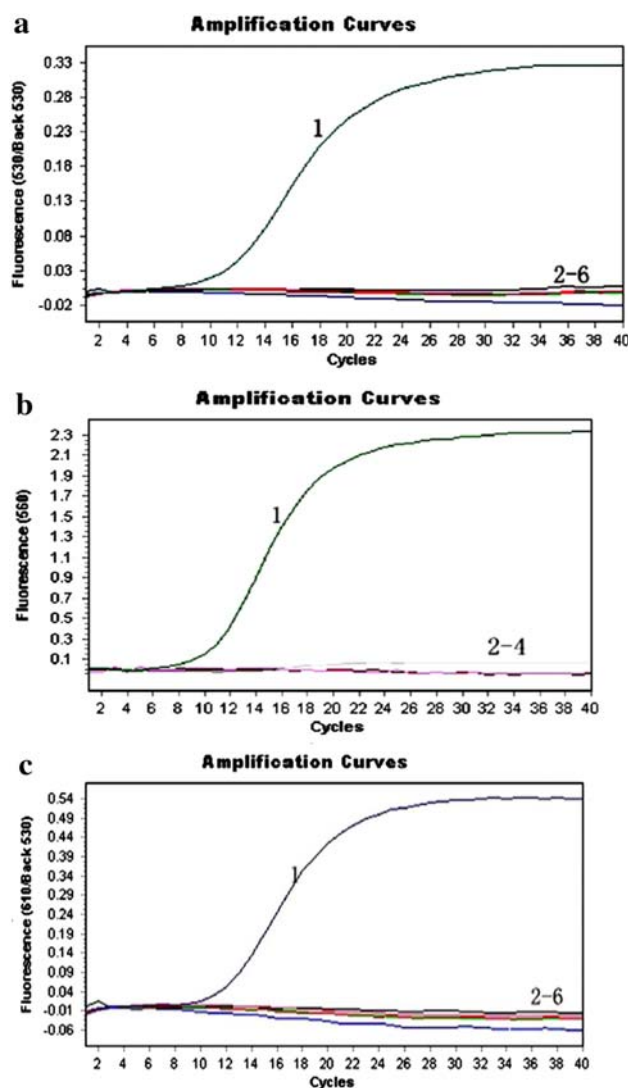 a
Amplification Curves
Fluorescence (530/Back 530)
0.33
0.28
0.23
0.18
0.13
0.08
0.03
-0.02
1
2-6
2 4 6 8 10 12 14 16 18 20 22 24 26 28 30 32 34 36 38 40
Cycles
b
Amplification Curves
Fluorescence (560)
2.3
2.1
1.9
1.7
1.5
1.3
1.1
0.9
0.7
0.5
0.3
0.1
1
2-4
2 4 6 8 10 12 14 16 18 20 22 24 26 28 30 32 34 36 38 40
Cycles
c
Amplification Curves
Fluorescence (610/Back 530)
0.54
0.49
0.44
0.39
0.34
0.29
0.24
0.19
0.14
0.09
0.04
-0.01
-0.06
1
2-6
2 4 6 8 10 12 14 16 18 20 22 24 26 28 30 32 34 36 38 40
Cycles